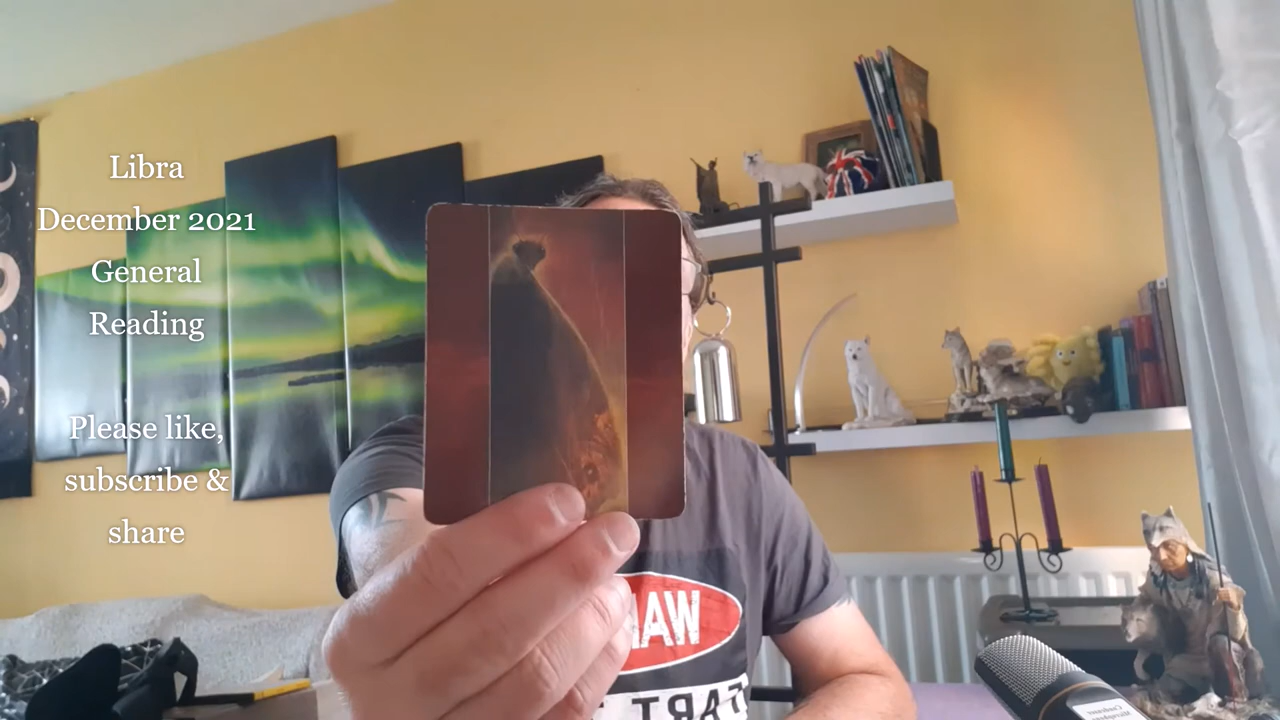 Libra
December 2021
General
Reading
Please like,
subscribe &
share